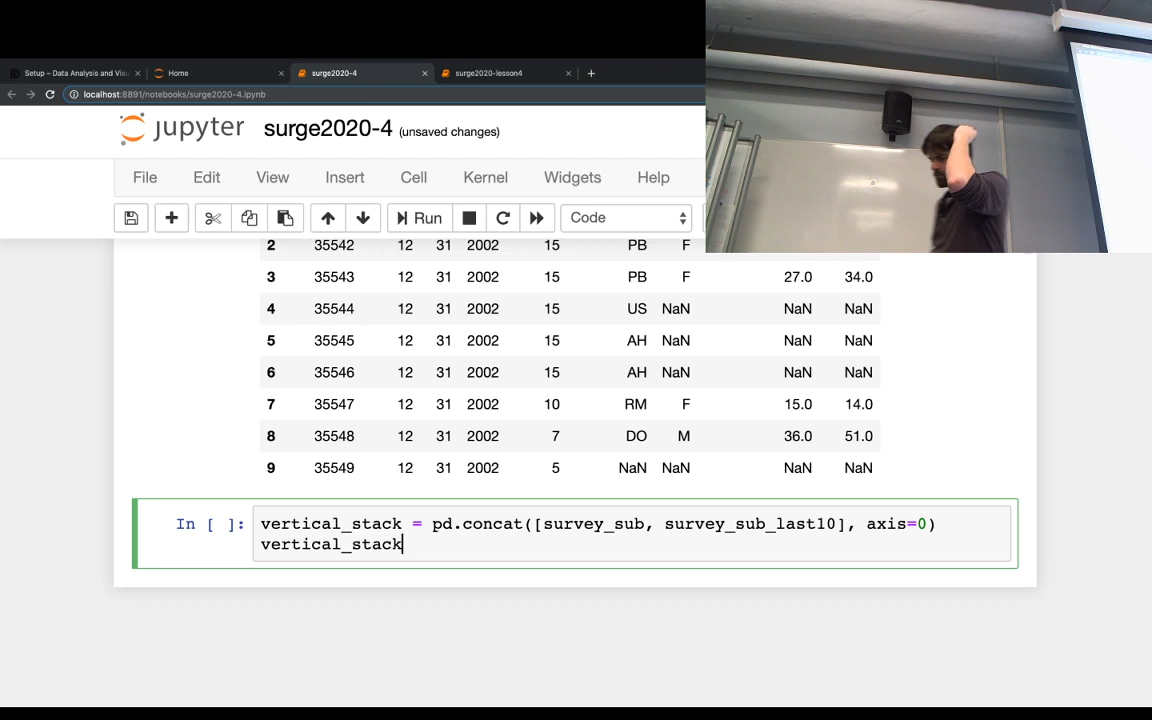 Setup – Data Analysis and Visu
Home
surge2020-4
surge2020-lesson4
localhost:8891/notebooks/surge2020-4.ipynb
jupyter surge2020-4 (unsaved changes)
File Edit View Insert Cell Kernel Widgets Help
Run Code
2 35542 12 31 2002 15 PB F
3 35543 12 31 2002 15 PB F 27.0 34.0
4 35544 12 31 2002 15 US NaN NaN NaN
5 35545 12 31 2002 15 AH NaN NaN NaN
6 35546 12 31 2002 15 AH NaN NaN NaN
7 35547 12 31 2002 10 RM F 15.0 14.0
8 35548 12 31 2002 7 DO M 36.0 51.0
9 35549 12 31 2002 5 NaN NaN NaN NaN
In [ ]: vertical_stack = pd.concat([survey_sub, survey_sub_last10], axis=0)
vertical_stack